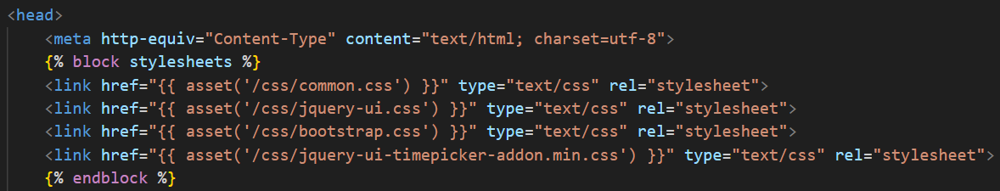 <head>
<meta http-equiv="Content-Type" content="text/html; charset=utf-8">
{% block stylesheets %}
<link href="{{ asset('/css/common.css') }}" type="text/css" rel="stylesheet">
<link href="{{ asset('/css/jquery-ui.css') }}" type="text/css" rel="stylesheet">
<link href="{{ asset('/css/bootstrap.css') }}" type="text/css" rel="stylesheet">
<link href="{{ asset('/css/jquery-ui-timepicker-addon.min.css') }}" type="text/css" rel="stylesheet">
{% endblock %}